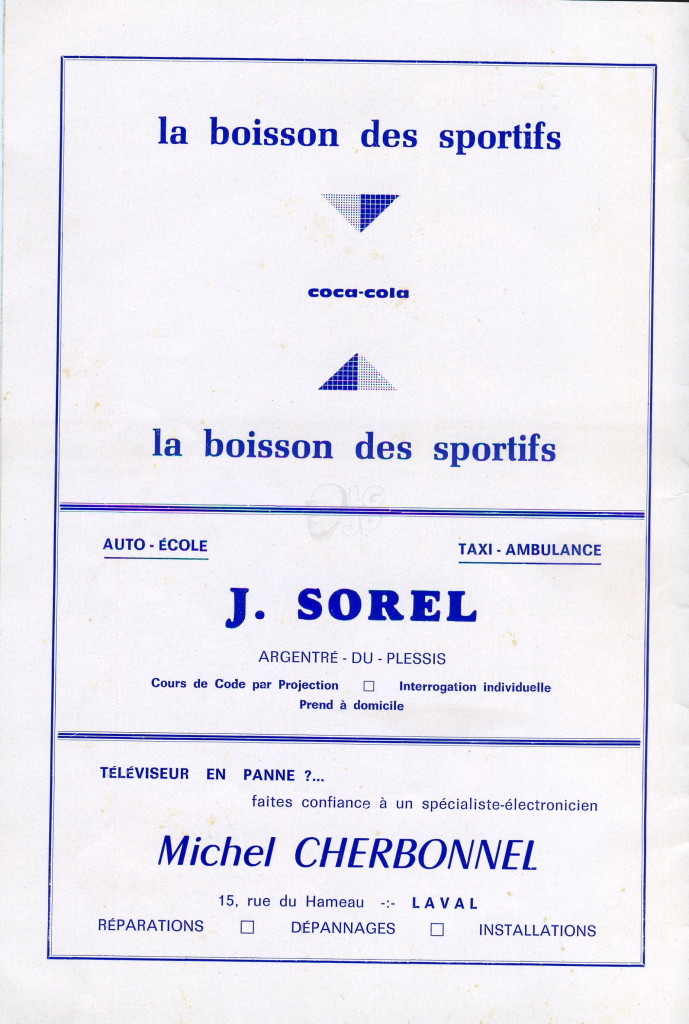 la boisson des sportifs
coca-cola
la boisson des sportifs
AUTO - ÉCOLE TAXI - AMBULANCE
J. SOREL
ARGENTRÉ - DU - PLESSIS
Cours de Code par Projection □ Interrogation individuelle
Prend à domicile
TÉLÉVISEUR EN PANNE ?...
faites confiance à un spécialiste-électronicien
Michel CHERBONNEL
15, rue du Hameau -:- LAVAL
RÉPARATIONS □ DÉPANNAGES □ INSTALLATIONS